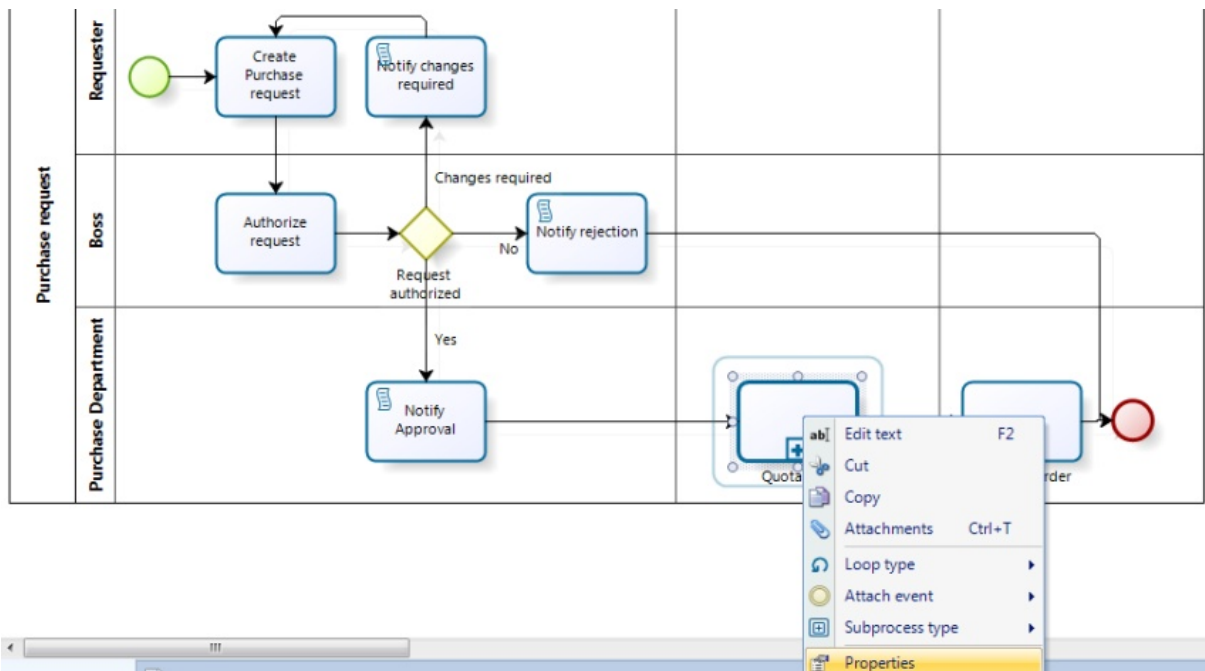 Purchase request
Requester
Create
Purchase
request
Notify changes
required
Changes required
Boss
Authorize
request
Request
authorized
No
Notify rejection
Yes
Purchase Department
Notify
Approval
Edit text F2
Cut
Copy
Attachments Ctrl+T
Loop type
Attach event
Subprocess type
Properties